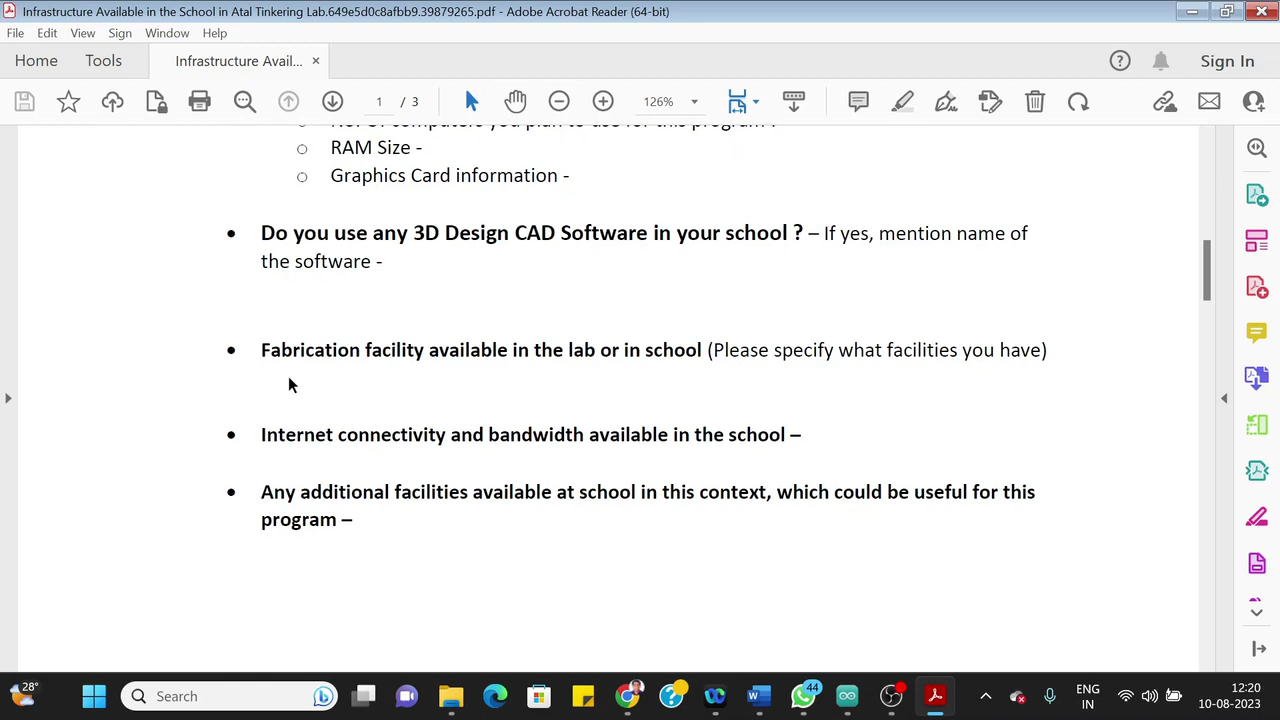 Infrastructure Available in the School in Atal Tinkering Lab.649e5d0c8afbb9.39879265.pdf - Adobe Acrobat Reader (64-bit)
File Edit View Sign Window Help
Home Tools Infrastructure Avail... × Sign In
1 / 3 126%
RAM Size -
Graphics Card information -
Do you use any 3D Design CAD Software in your school ? – If yes, mention name of
the software -
Fabrication facility available in the lab or in school (Please specify what facilities you have)
Internet connectivity and bandwidth available in the school –
Any additional facilities available at school in this context, which could be useful for this
program –
28° Search 44 ENG 12:20
IN 10-08-2023